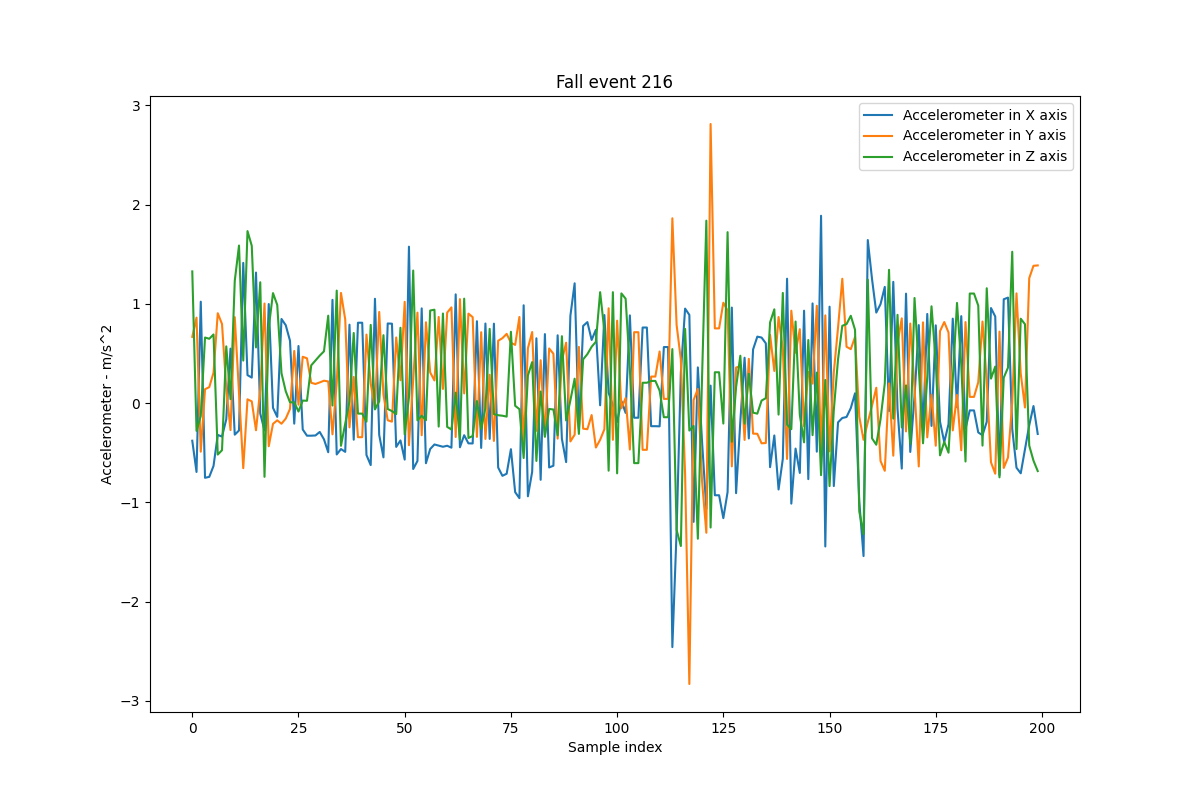 Fall event 216
Accelerometer in X axis
Accelerometer in Y axis
Accelerometer in Z axis
Accelerometer - m/s^2
3
2
1
0
−1
−2
−3
0
25
50
75
100
125
150
175
200
Sample index